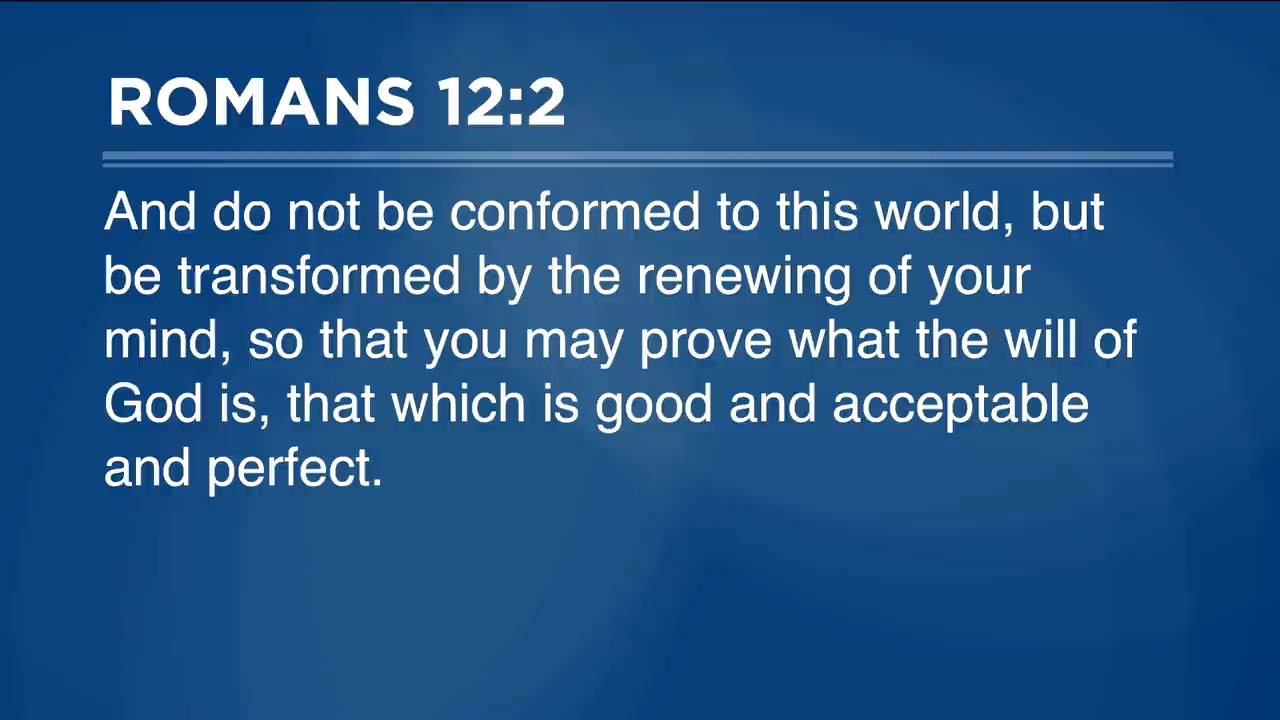 ROMANS 12:2
And do not be conformed to this world, but
be transformed by the renewing of your
mind, so that you may prove what the will of
God is, that which is good and acceptable
and perfect.